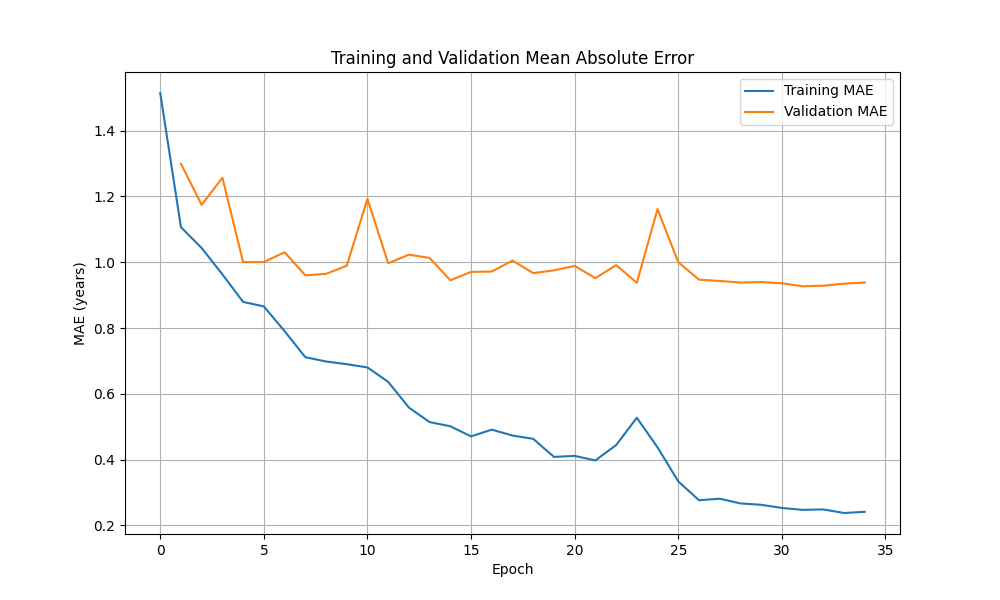 Training and Validation Mean Absolute Error
Training MAE
Validation MAE
MAE (years)
1.4
1.2
1.0
0.8
0.6
0.4
0.2
0 5 10 15 20 25 30 35
Epoch